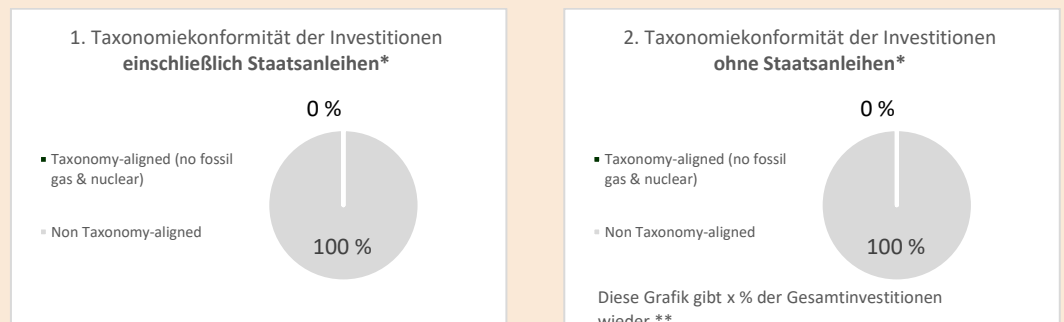 1. Taxonomiekonformität der Investitionen
einschließlich Staatsanleihen*
0 %
Taxonomy-aligned (no fossil
gas & nuclear)
Non Taxonomy-aligned
100 %
2. Taxonomiekonformität der Investitionen
ohne Staatsanleihen*
0 %
Taxonomy-aligned (no fossil
gas & nuclear)
Non Taxonomy-aligned
100 %
Diese Grafik gibt x % der Gesamtinvestitionen
wieder.**